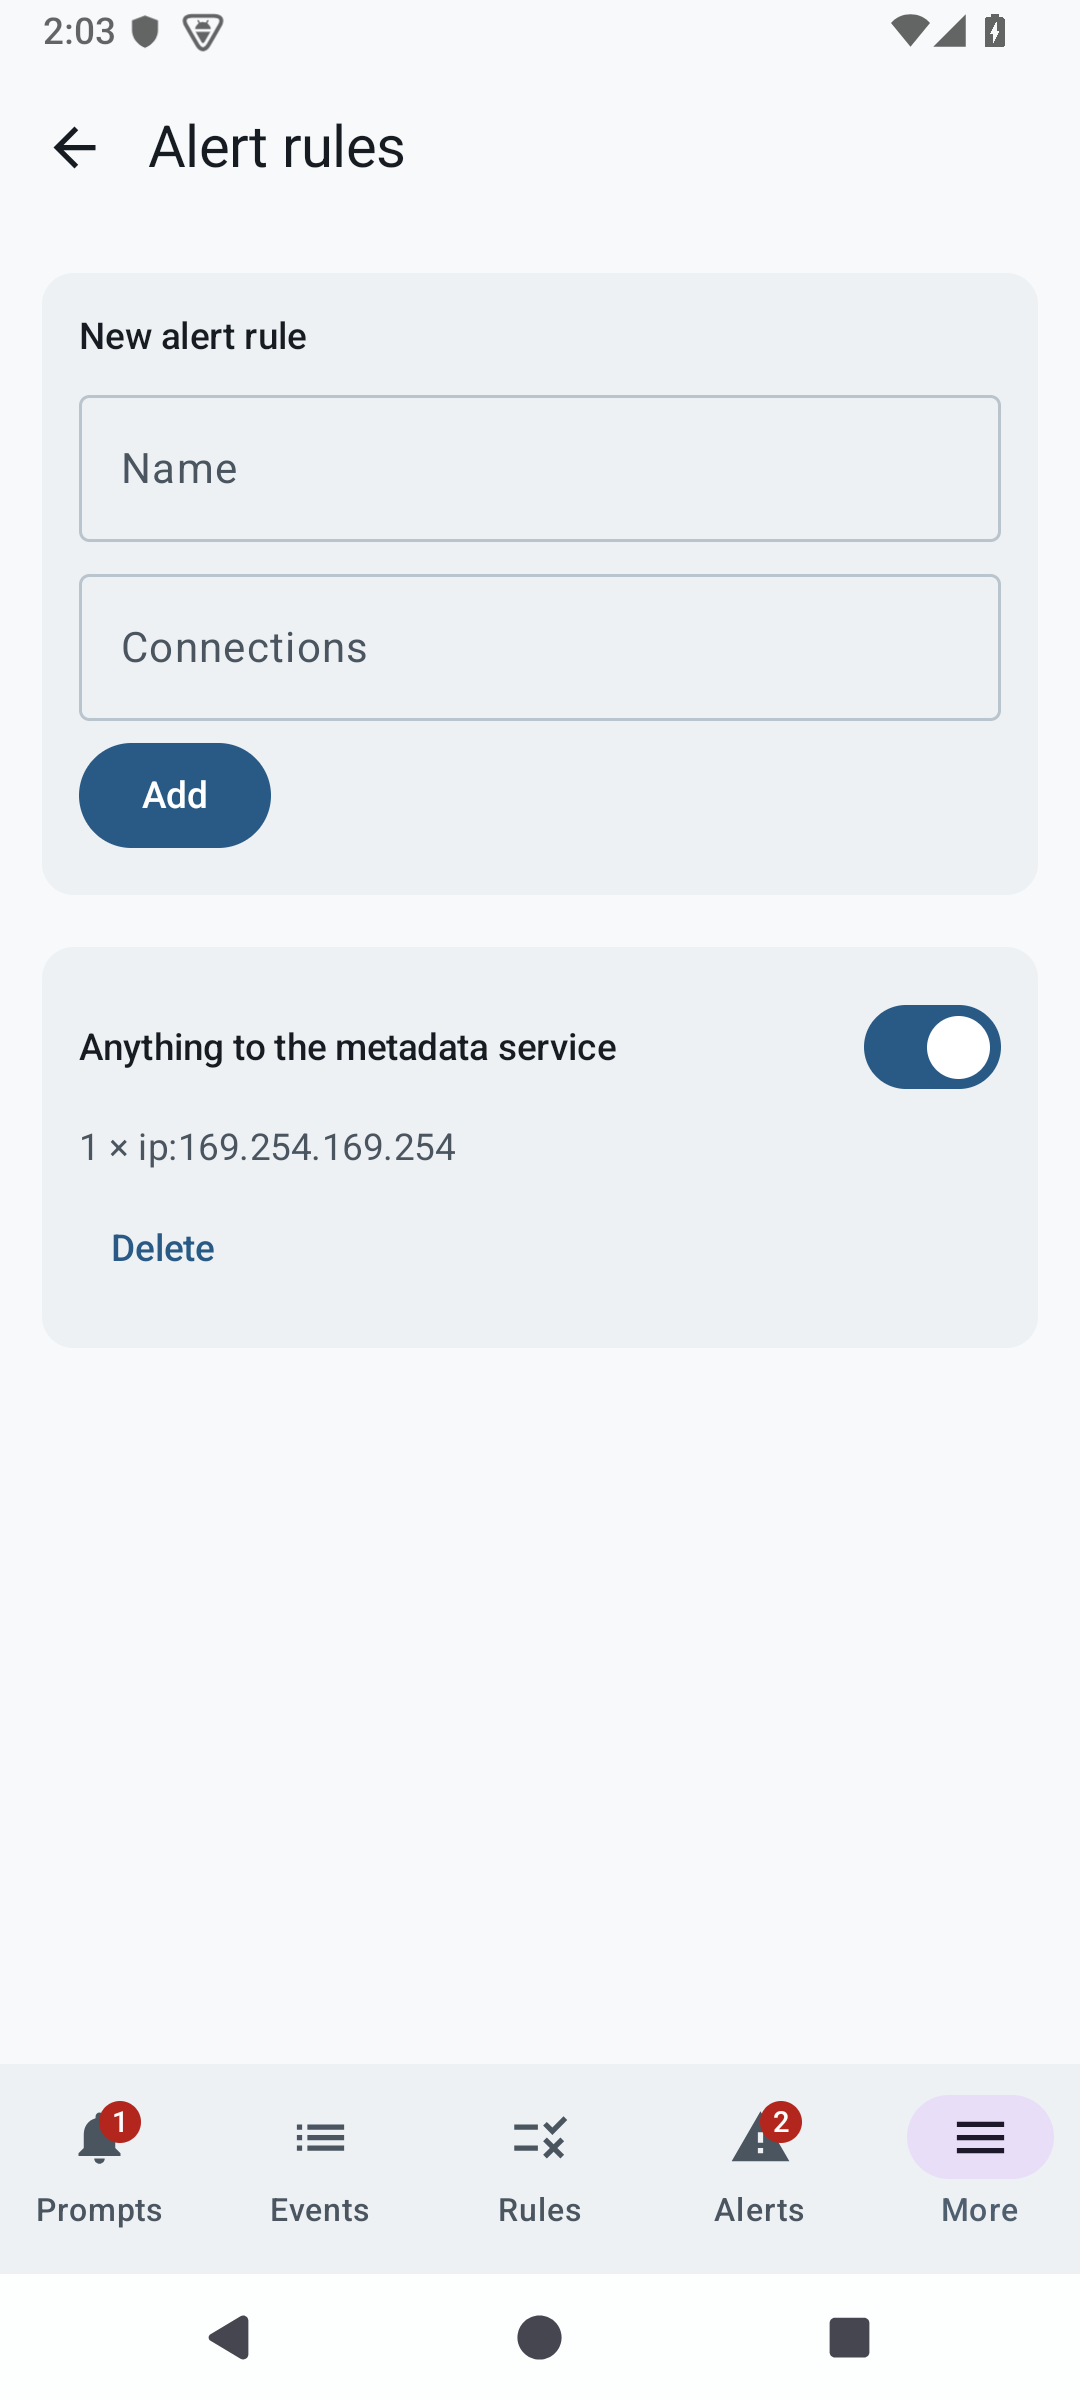 2:03
Alert rules
New alert rule
Name
Connections
Add
Anything to the metadata service
1 × ip:169.254.169.254
Delete
1
2
Prompts
Events
Rules
Alerts
More